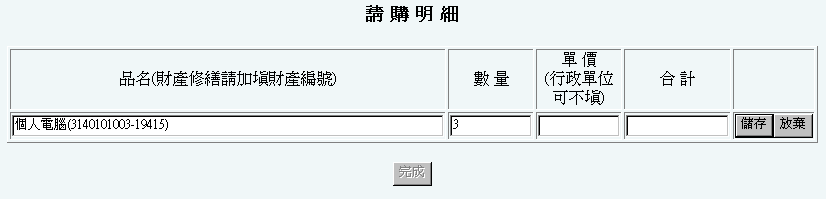 請 購 明 細
品名(財產修繕請加填財產編號)
數 量
單 價
(行政單位
可不填)
合 計
個人電腦(3140101003-19415)
3
儲存
放棄
完成